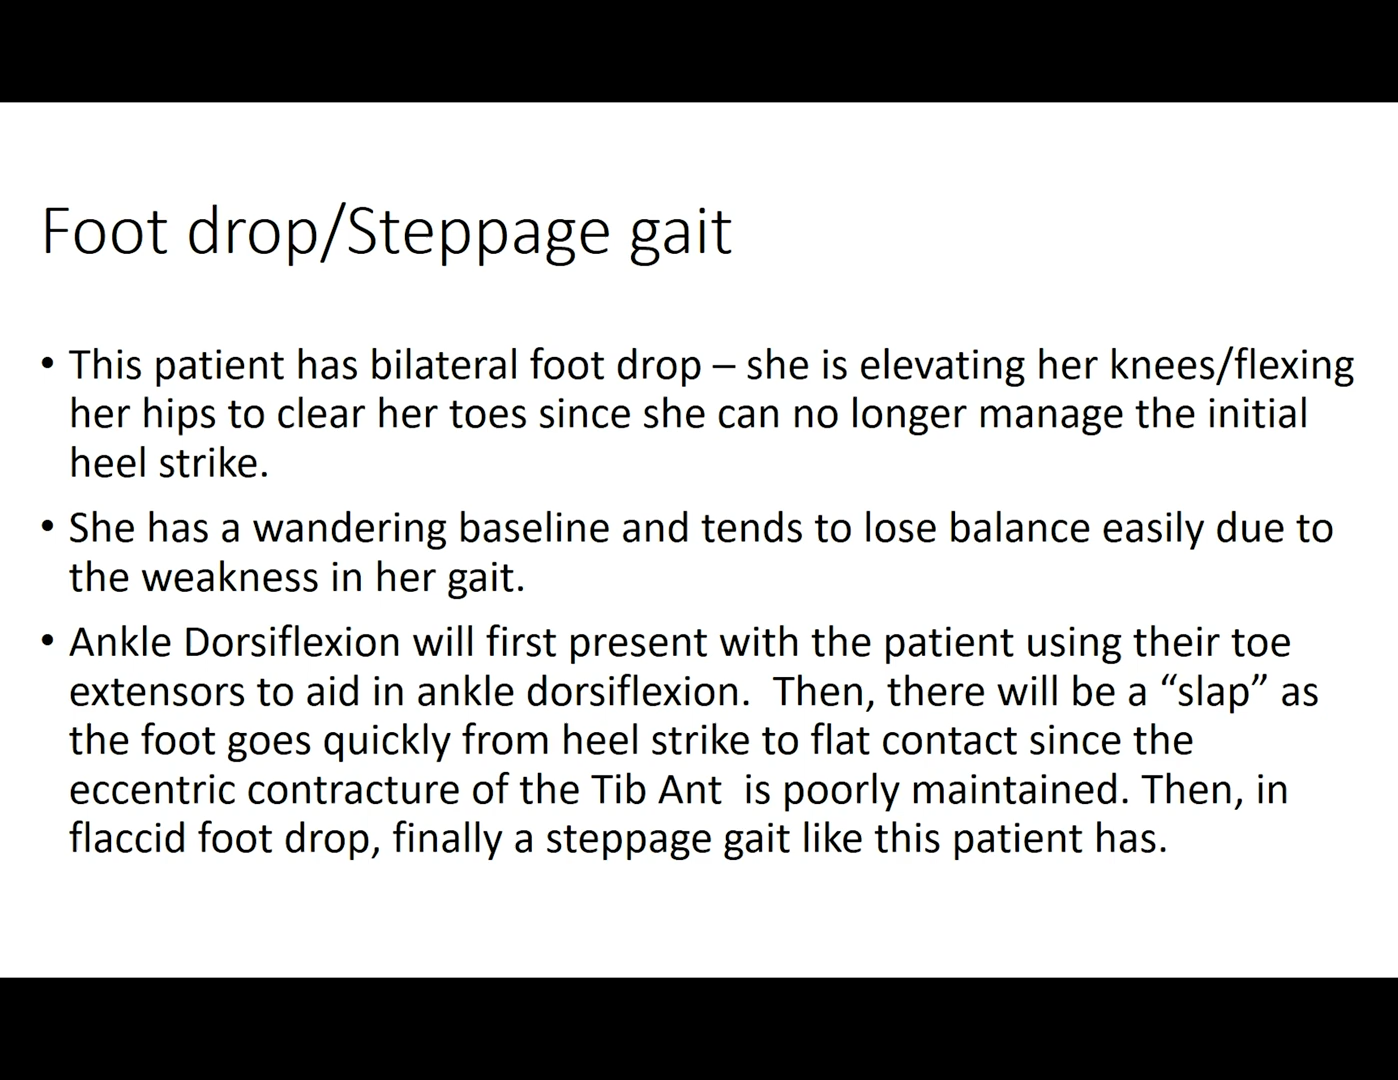 Foot drop/Steppage gait
• This patient has bilateral foot drop – she is elevating her knees/flexing
her hips to clear her toes since she can no longer manage the initial
heel strike.
• She has a wandering baseline and tends to lose balance easily due to
the weakness in her gait.
• Ankle Dorsiflexion will first present with the patient using their toe
extensors to aid in ankle dorsiflexion.  Then, there will be a “slap” as
the foot goes quickly from heel strike to flat contact since the
eccentric contracture of the Tib Ant  is poorly maintained. Then, in
flaccid foot drop, finally a steppage gait like this patient has.